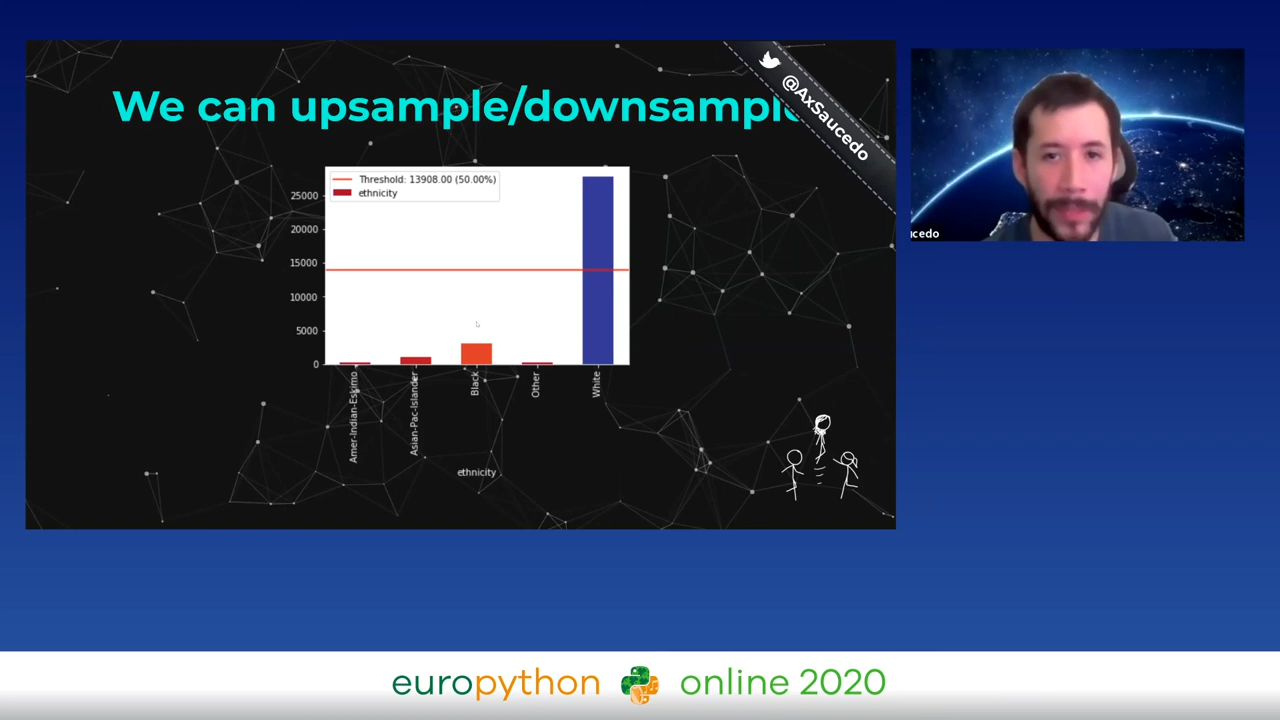 We can upsample/downsample
@AxSaucedo
Threshold: 13908.00 (50.00%)
ethnicity
25000
20000
15000
10000
5000
0
Amer-Indian-Eskimo
Asian-Pac-Islander
Black
Other
White
ethnicity
ucedo
europython online 2020